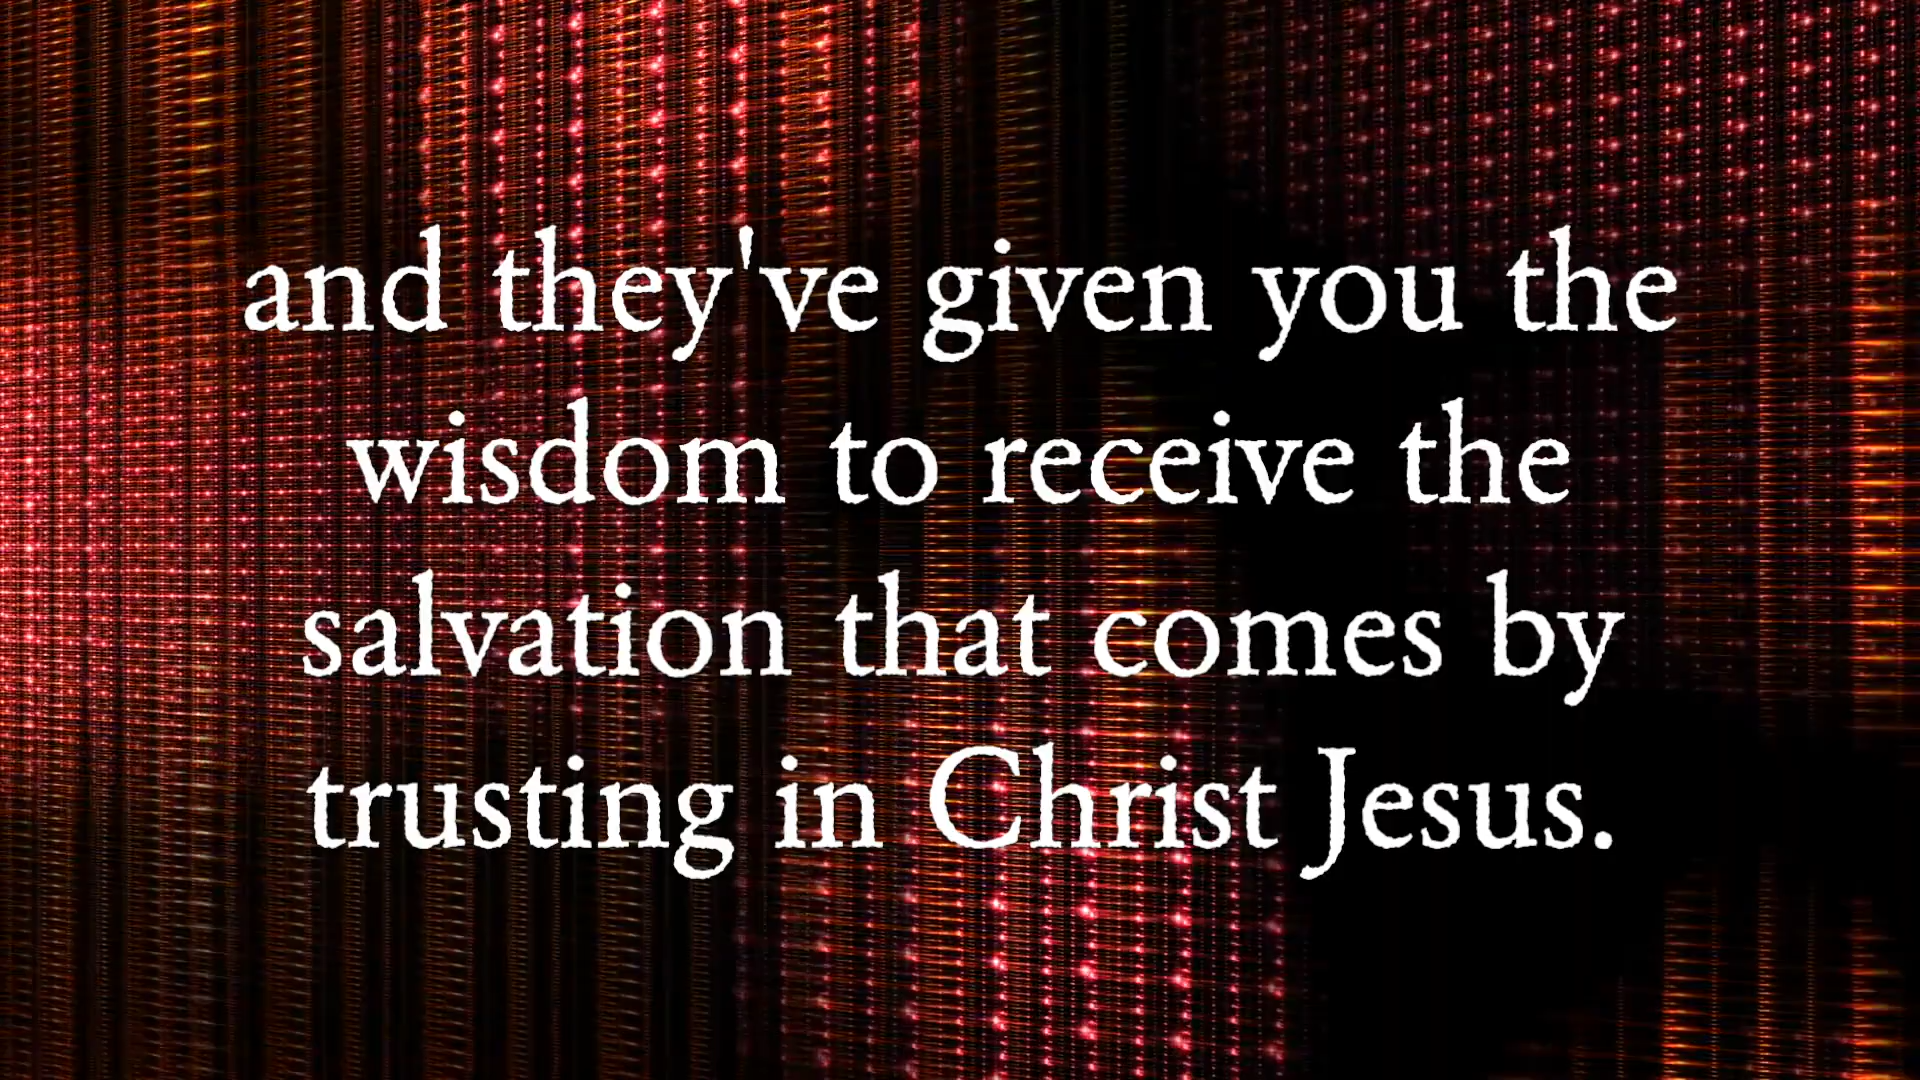 and they've given you the
wisdom to receive the
salvation that comes by
trusting in Christ Jesus.